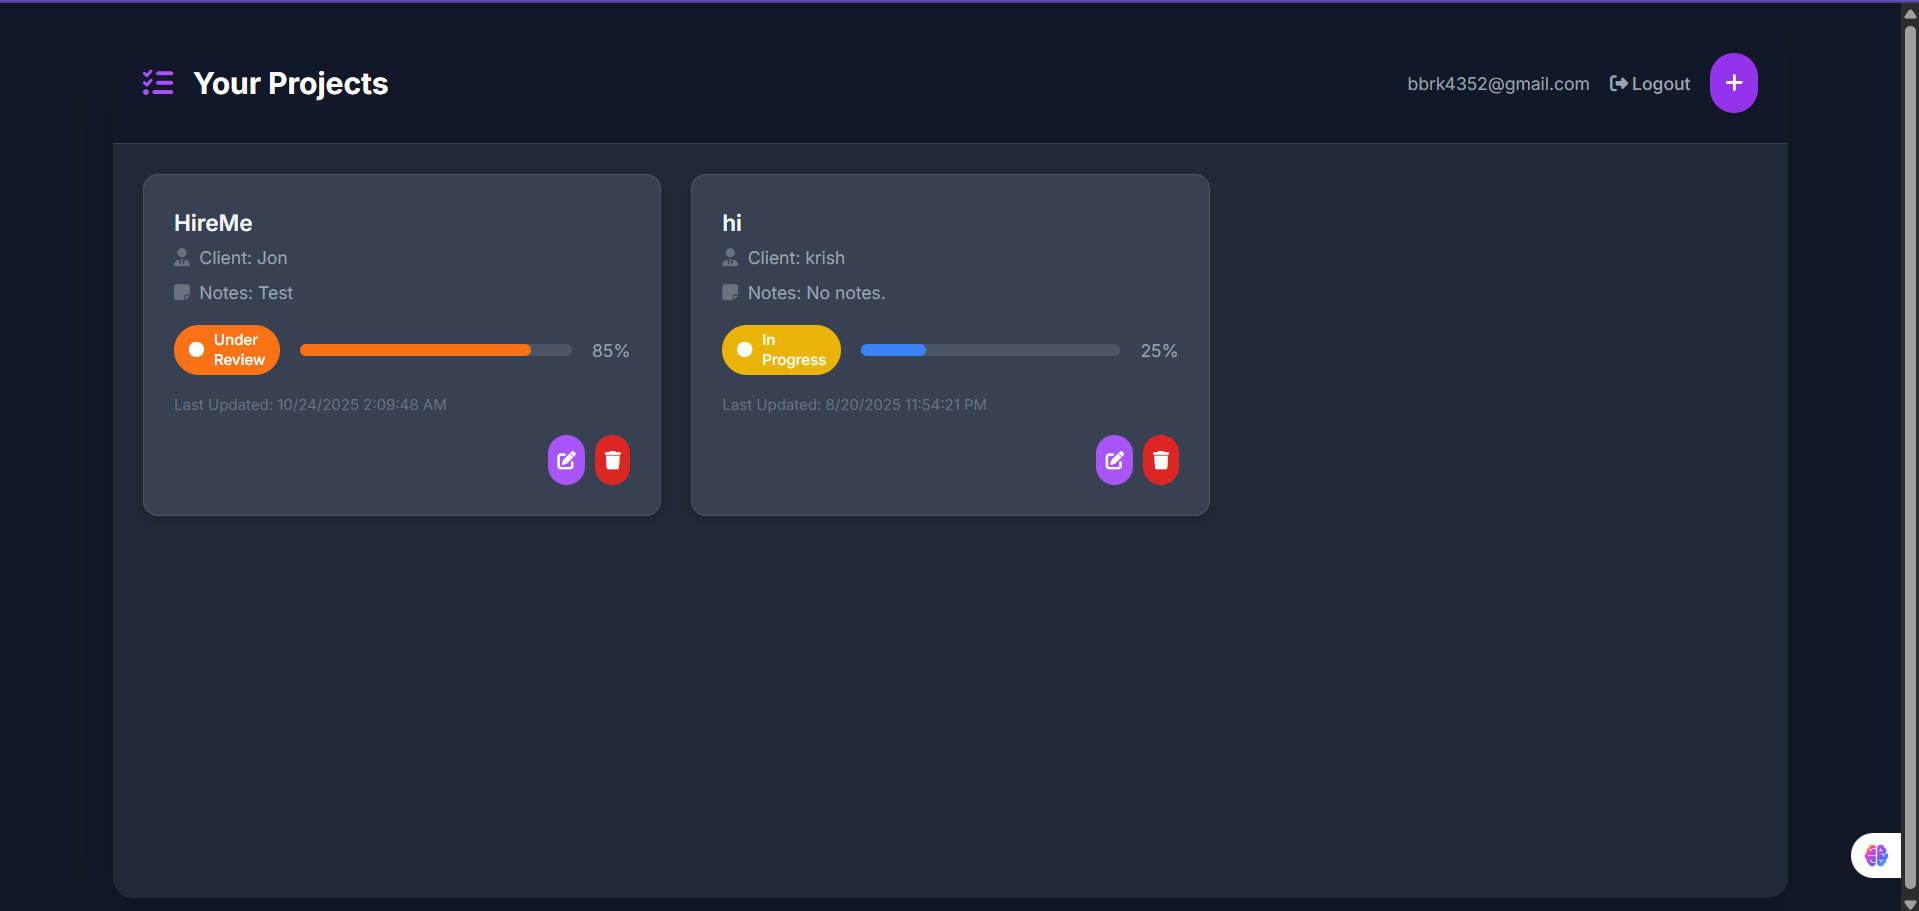 Your Projects
bbrk4352@gmail.com
Logout
HireMe
Client: Jon
Notes: Test
Under
Review
85%
Last Updated: 10/24/2025 2:09:48 AM
hi
Client: krish
Notes: No notes.
In
Progress
25%
Last Updated: 8/20/2025 11:54:21 PM